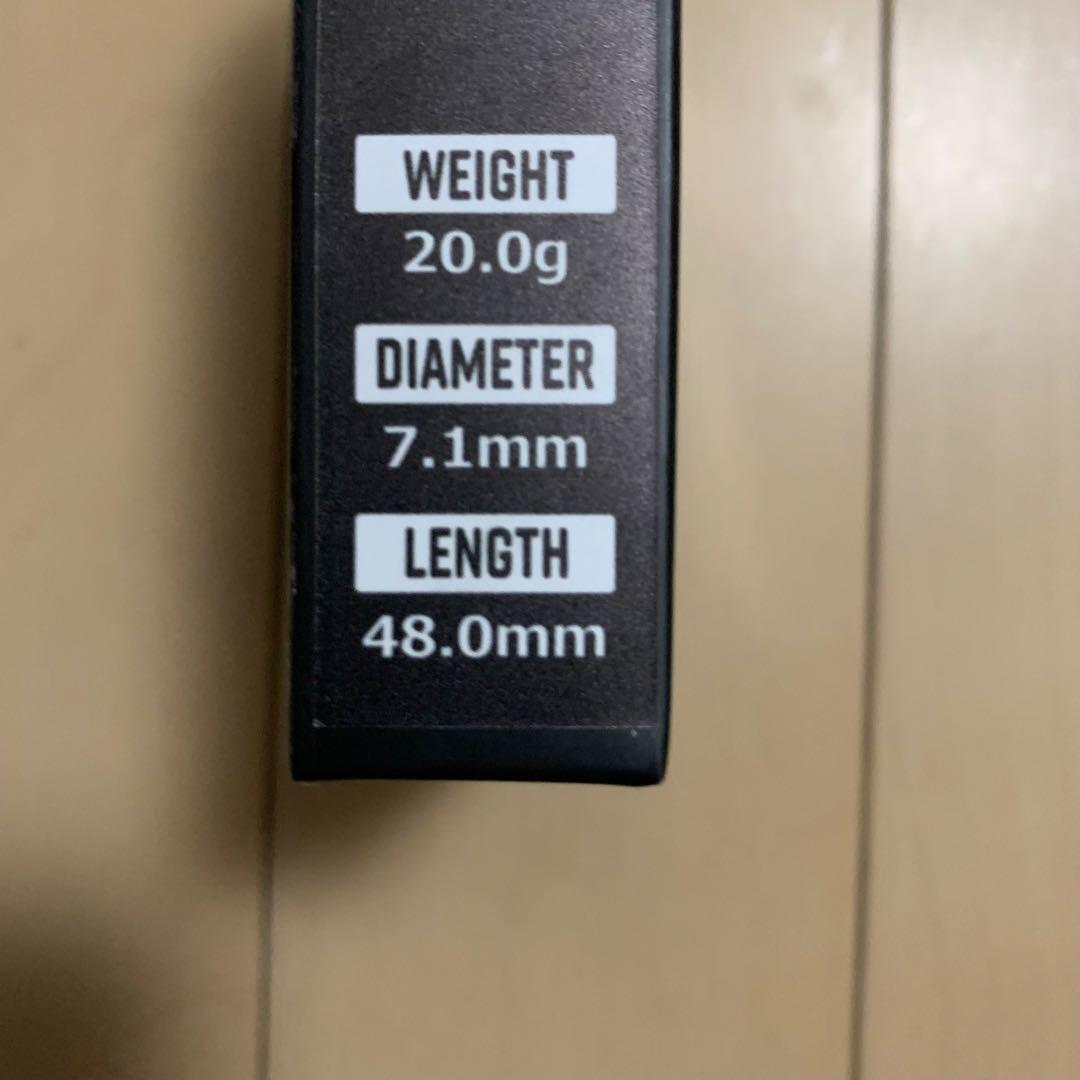 WEIGHT
20.0g
DIAMETER
7.1mm
LENGTH
48.0mm